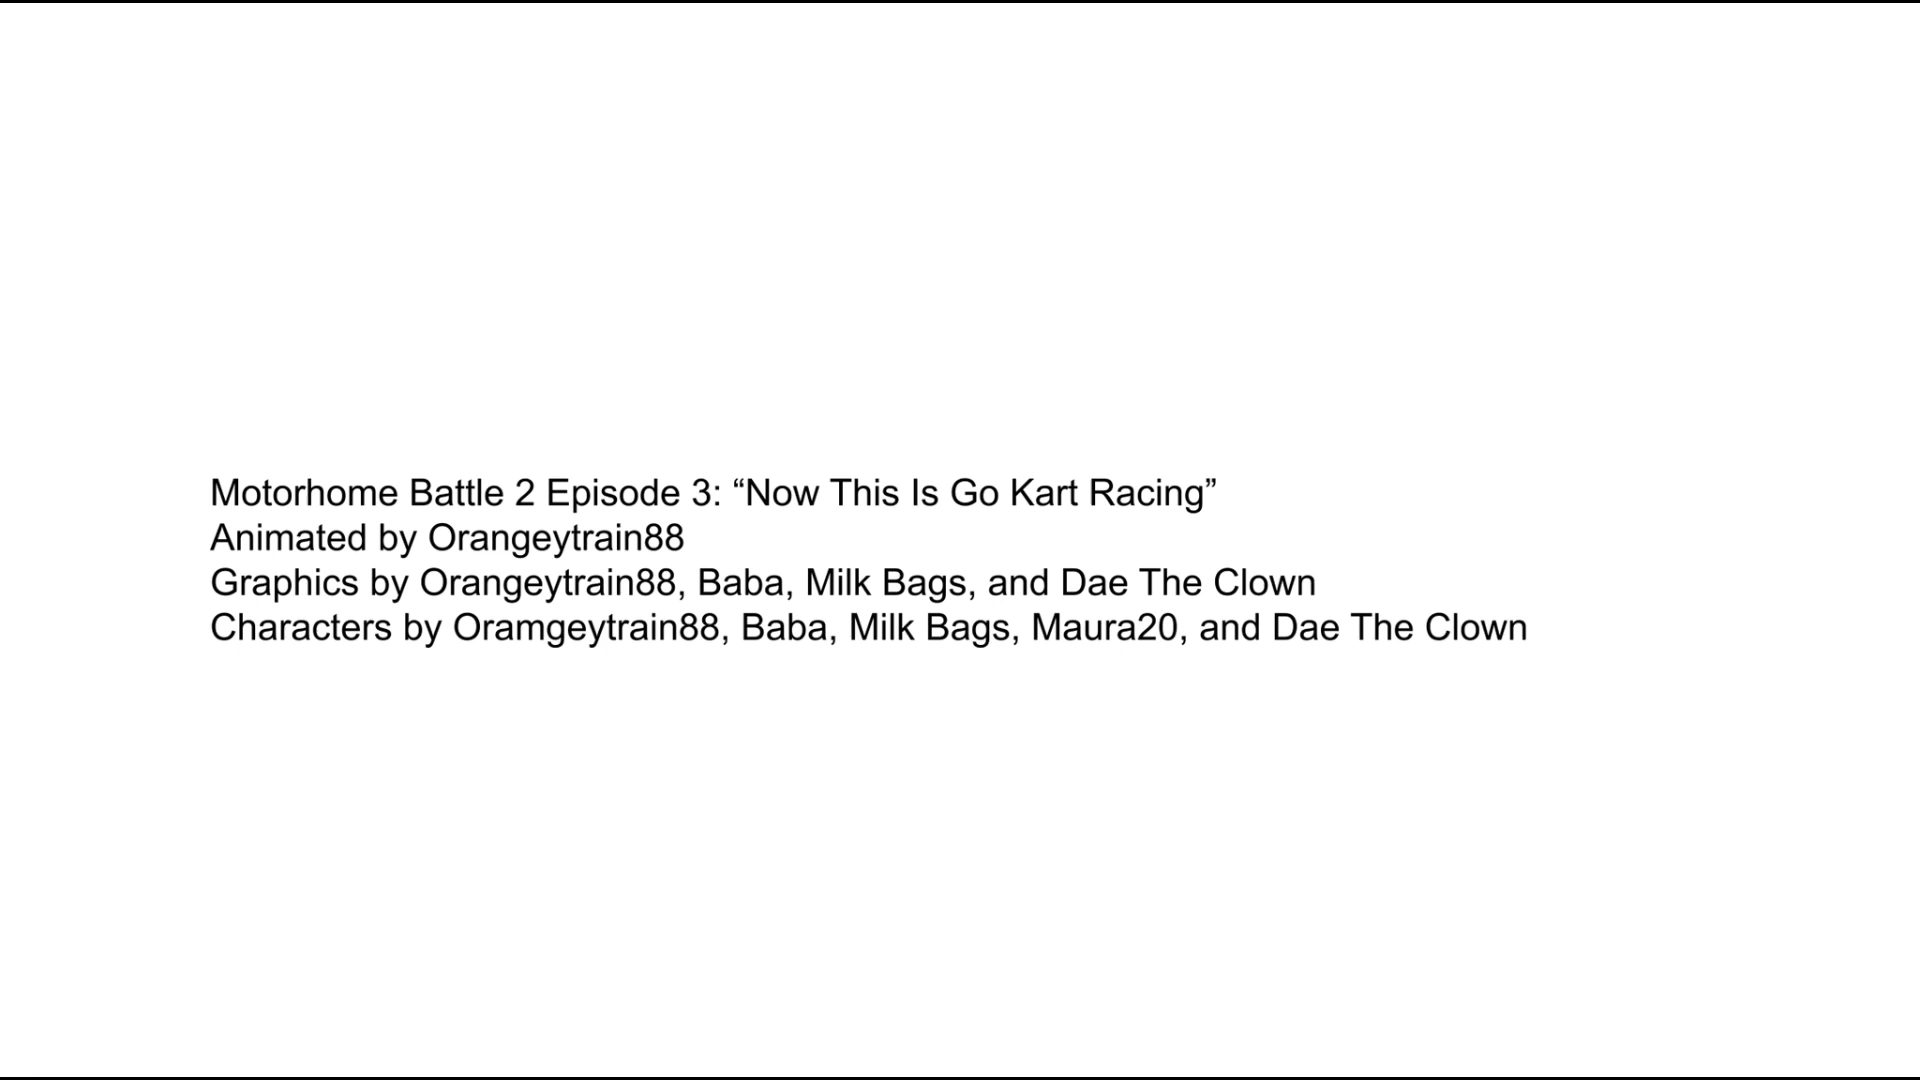 Motorhome Battle 2 Episode 3: “Now This Is Go Kart Racing”
Animated by Orangeytrain88
Graphics by Orangeytrain88, Baba, Milk Bags, and Dae The Clown
Characters by Oramgeytrain88, Baba, Milk Bags, Maura20, and Dae The Clown